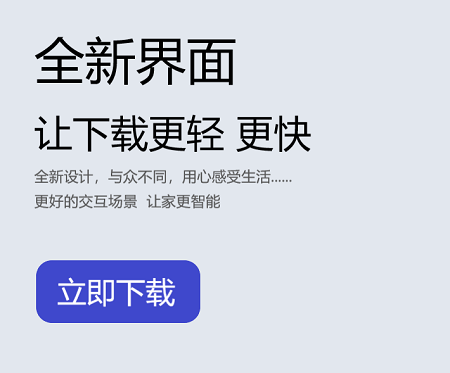 全新界面
让下载更轻 更快
全新设计，与众不同，用心感受生活......
更好的交互场景 让家更智能
立即下载